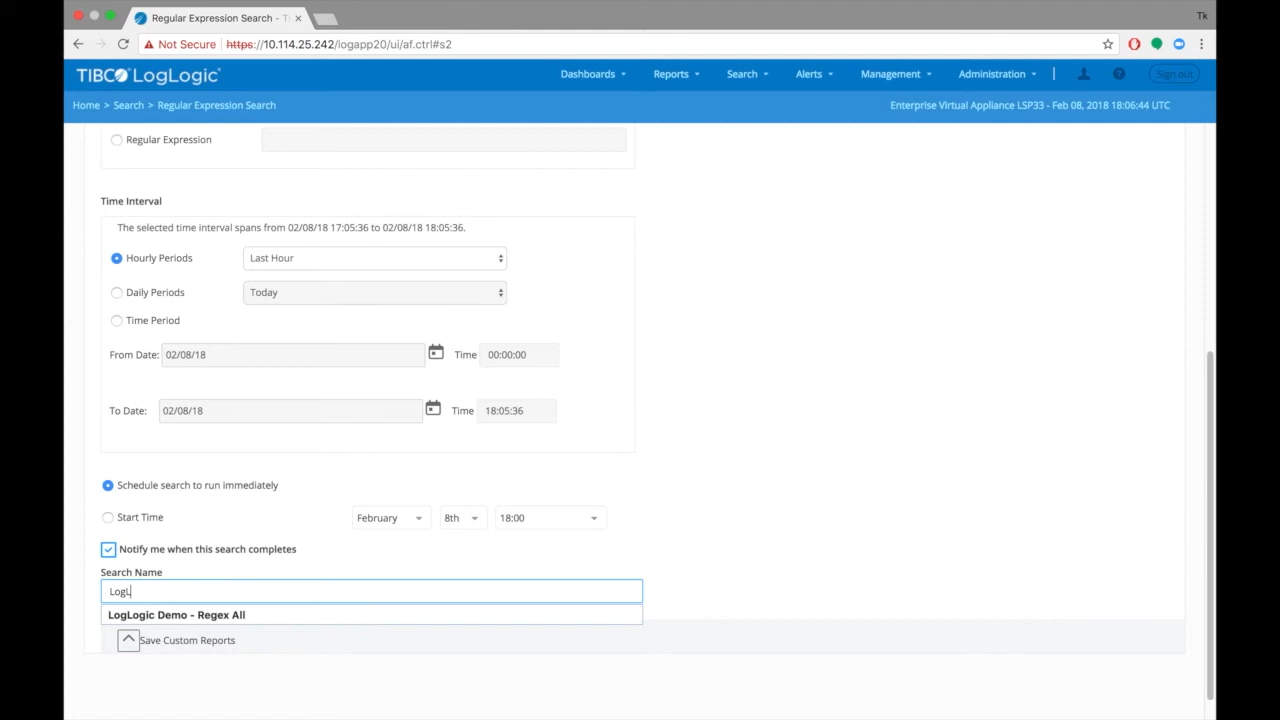 Regular Expression Search - TI
Tk
Not Secure https://10.114.25.242/logapp20/ui/af.ctrl#s2
TIBCO LogLogic® Dashboards Reports Search Alerts Management Administration Sign out
Home > Search > Regular Expression Search Enterprise Virtual Appliance LSP33 - Feb 08, 2018 18:06:44 UTC
Regular Expression
Time Interval
The selected time interval spans from 02/08/18 17:05:36 to 02/08/18 18:05:36.
Hourly Periods Last Hour
Daily Periods Today
Time Period
From Date: 02/08/18 Time 00:00:00
To Date: 02/08/18 Time 18:05:36
Schedule search to run immediately
Start Time February 8th 18:00
Notify me when this search completes
Search Name
LogL
LogLogic Demo - Regex All
Save Custom Reports